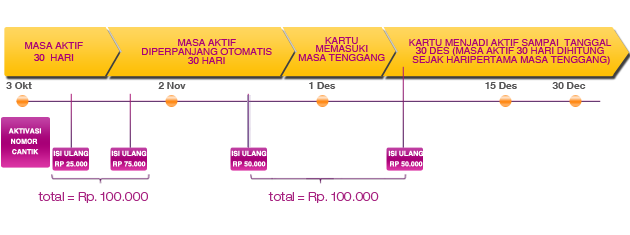 MASA AKTIF
30 HARI
MASA AKTIF
DIPERPANJANG OTOMATIS
30 HARI
KARTU
MEMASUKI
MASA TENGGANG
KARTU MENJADI AKTIF SAMPAI TANGGAL
30 DES (MASA AKTIF 30 HARI DIHITUNG
SEJAK HARIPERTAMA MASA TENGGANG)
3 Okt
2 Nov
1 Des
15 Des
30 Dec
AKTIVASI
NOMOR
CANTIK
ISI ULANG
RP 25.000
ISI ULANG
RP 75.000
ISI ULANG
RP 50.000
ISI ULANG
RP 50.000
total = Rp. 100.000
total = Rp. 100.000